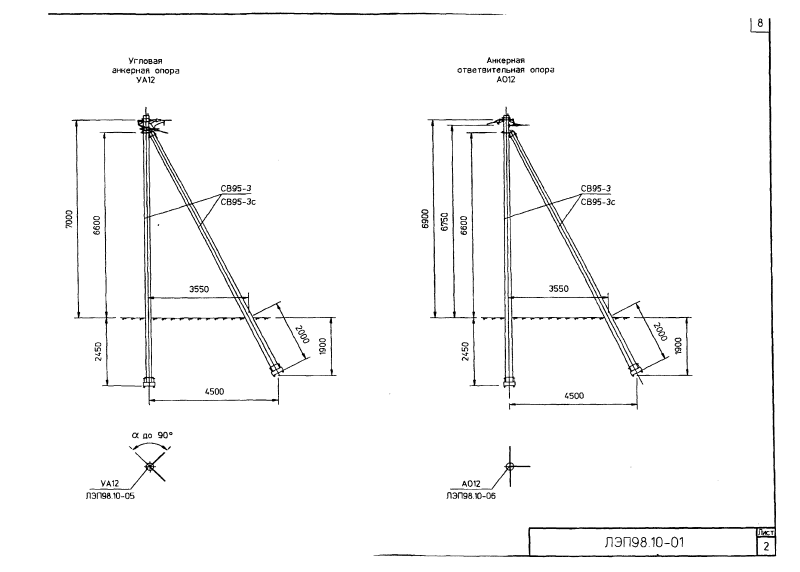 8
Угловая
анкерная опора
УА12
7000
6600
СВ95-3
СВ95-3с
3550
2450
2000
1900
4500
α до 90°
УА12
ЛЭП98.10-05
Анкерная
ответвительная опора
АО12
6900
6750
6600
СВ95-3
СВ95-3с
3550
2450
2000
1900
4500
АО12
ЛЭП98.10-06
ЛЭП98.10-01
Лист
2